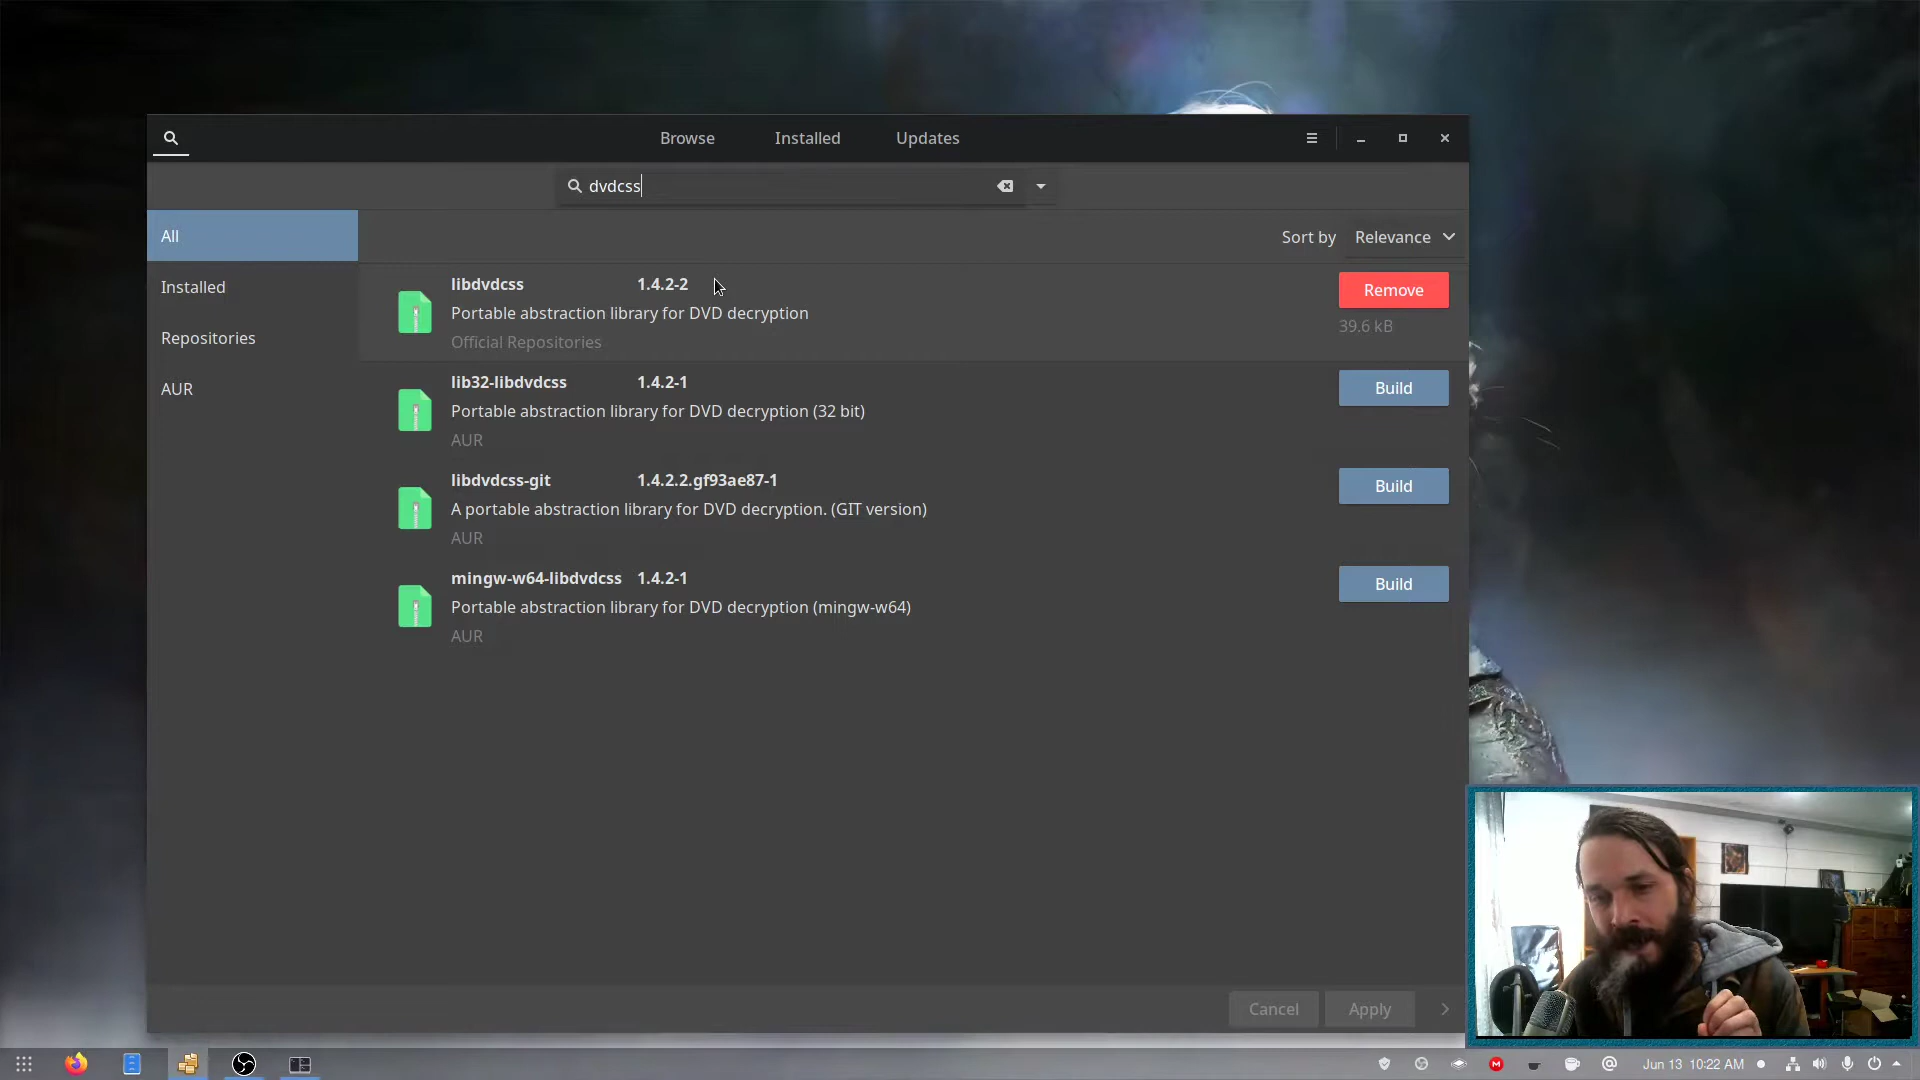 Browse Installed Updates
dvdcss
All
Sort by Relevance
Installed
Repositories
AUR
libdvdcss 1.4.2-2
Portable abstraction library for DVD decryption
Official Repositories
Remove
39.6 kB
lib32-libdvdcss 1.4.2-1
Portable abstraction library for DVD decryption (32 bit)
AUR
Build
libdvdcss-git 1.4.2.2.gf93ae87-1
A portable abstraction library for DVD decryption. (GIT version)
AUR
Build
mingw-w64-libdvdcss 1.4.2-1
Portable abstraction library for DVD decryption (mingw-w64)
AUR
Build
Cancel Apply
Jun 13 10:22 AM